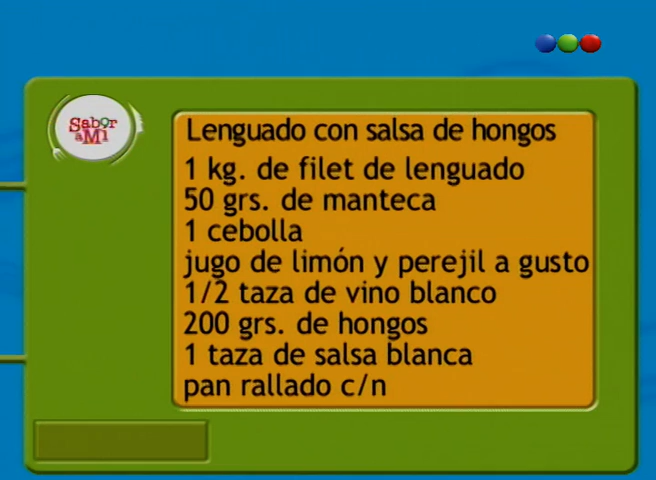 Sabor
a Mí
Lenguado con salsa de hongos
1 kg. de filet de lenguado
50 grs. de manteca
1 cebolla
jugo de limón y perejil a gusto
1/2 taza de vino blanco
200 grs. de hongos
1 taza de salsa blanca
pan rallado c/n